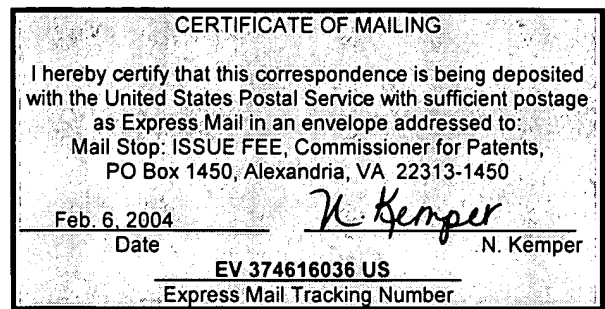 CERTIFICATE OF MAILING
I hereby certify that this correspondence is being deposited
with the United States Postal Service with sufficient postage
as Express Mail in an envelope addressed to:
Mail Stop: ISSUE FEE, Commissioner for Patents,
PO Box 1450, Alexandria, VA 22313-1450
Feb. 6, 2004 N. Kemper
Date N. Kemper
EV 374616036 US
Express Mail Tracking Number